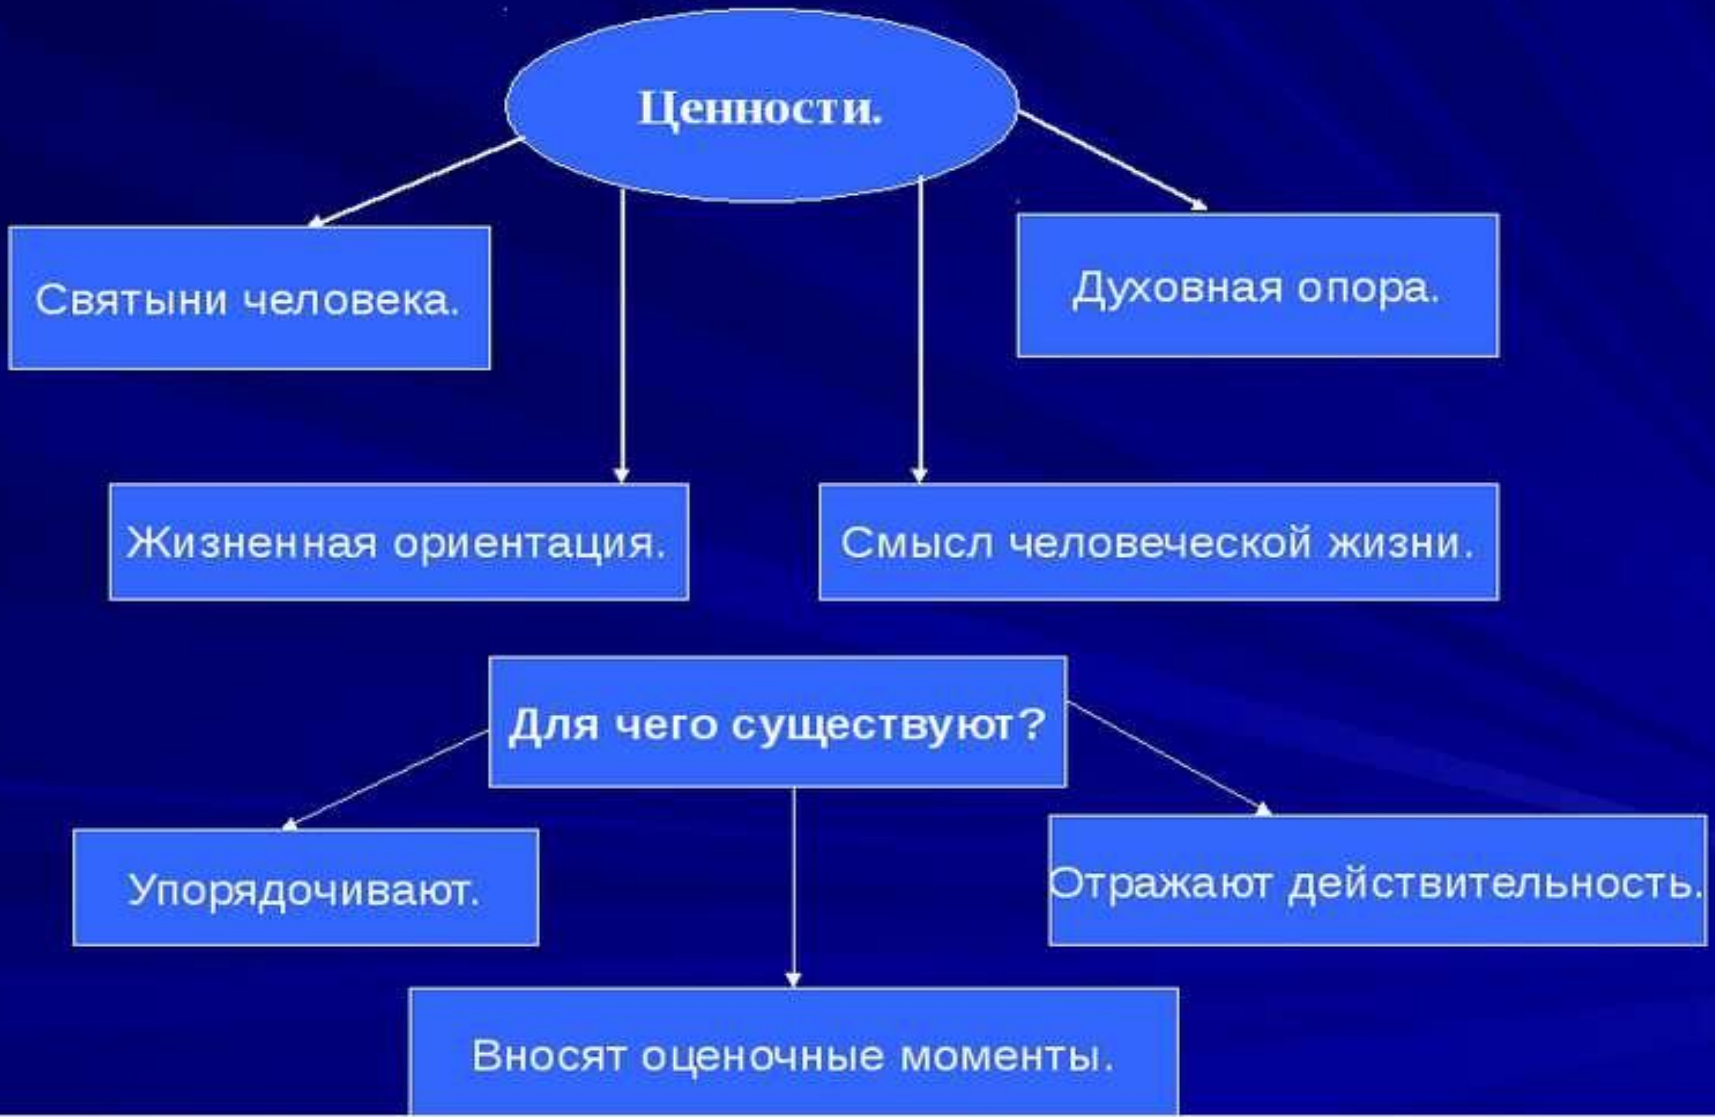 Ценности.
Святыни человека.
Духовная опора.
Жизненная ориентация.
Смысл человеческой жизни.
Для чего существуют?
Упорядочивают.
Отражают действительность.
Вносят оценочные моменты.